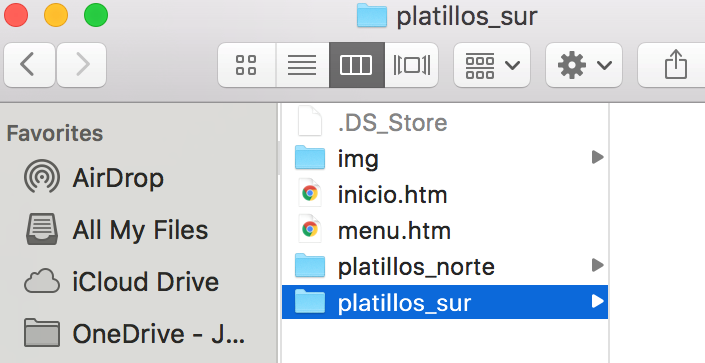 platillos_sur
Favorites
AirDrop
All My Files
iCloud Drive
OneDrive - J...
.DS_Store
img
inicio.htm
menu.htm
platillos_norte
platillos_sur